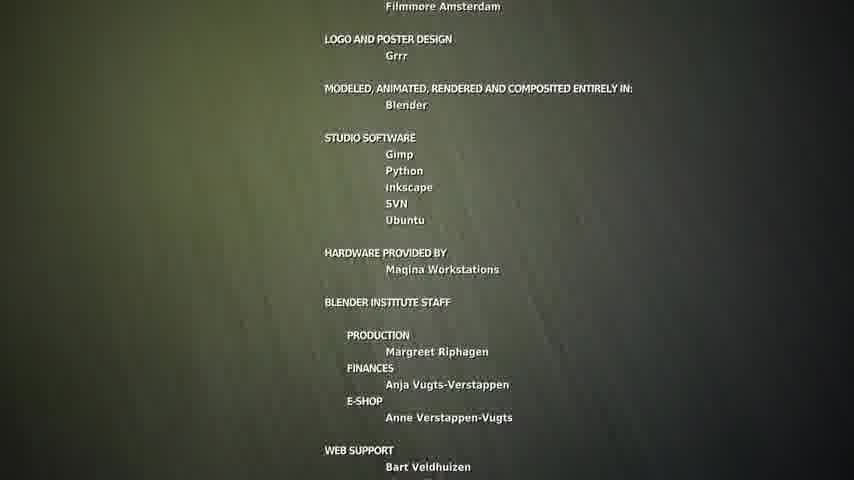 Filmmore Amsterdam
LOGO AND POSTER DESIGN
Grrr
MODELED, ANIMATED, RENDERED AND COMPOSITED ENTIRELY IN:
Blender
STUDIO SOFTWARE
Gimp
Python
Inkscape
SVN
Ubuntu
HARDWARE PROVIDED BY
Maqina Workstations
BLENDER INSTITUTE STAFF
PRODUCTION
Margreet Riphagen
FINANCES
Anja Vugts-Verstappen
E-SHOP
Anne Verstappen-Vugts
WEB SUPPORT
Bart Veldhuizen